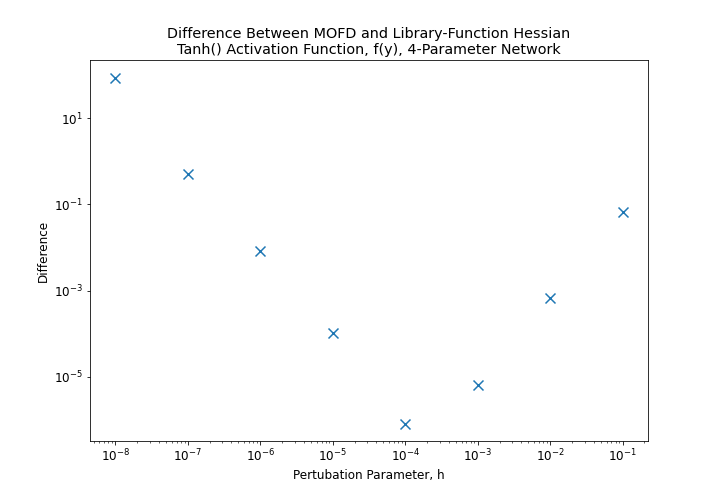 Difference Between MOFD and Library-Function Hessian
Tanh() Activation Function, f(y), 4-Parameter Network
Difference
10¹
10⁻¹
10⁻³
10⁻⁵
10⁻⁸ 10⁻⁷ 10⁻⁶ 10⁻⁵ 10⁻⁴ 10⁻³ 10⁻² 10⁻¹
Pertubation Parameter, h